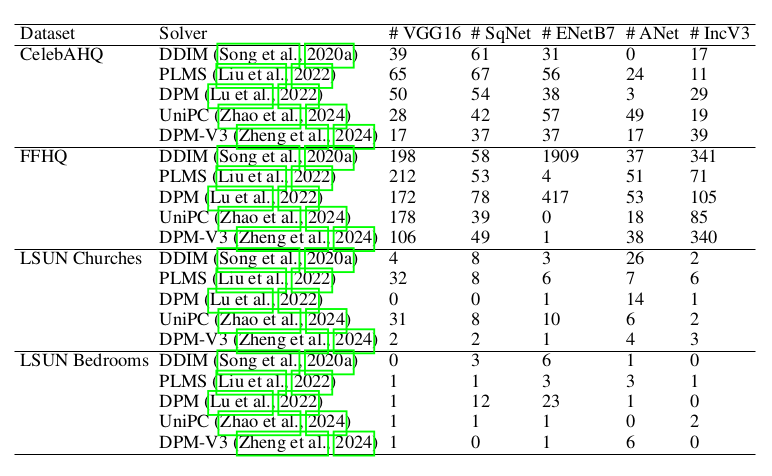 Dataset Solver # VGG16 # SqNet # ENetB7 # ANet # IncV3
CelebAHQ DDIM (Song et al., 2020a) 39 61 31 0 17
PLMS (Liu et al., 2022) 65 67 56 24 11
DPM (Lu et al., 2022) 50 54 38 3 29
UniPC (Zhao et al., 2024) 28 42 57 49 19
DPM-V3 (Zheng et al., 2024) 17 37 37 17 39
FFHQ DDIM (Song et al., 2020a) 198 58 1909 37 341
PLMS (Liu et al., 2022) 212 53 4 51 71
DPM (Lu et al., 2022) 172 78 417 53 105
UniPC (Zhao et al., 2024) 178 39 0 18 85
DPM-V3 (Zheng et al., 2024) 106 49 1 38 340
LSUN Churches DDIM (Song et al., 2020a) 4 8 3 26 2
PLMS (Liu et al., 2022) 32 8 6 7 6
DPM (Lu et al., 2022) 0 0 1 14 1
UniPC (Zhao et al., 2024) 31 8 10 6 2
DPM-V3 (Zheng et al., 2024) 2 2 1 4 3
LSUN Bedrooms DDIM (Song et al., 2020a) 0 3 6 1 0
PLMS (Liu et al., 2022) 1 1 3 3 1
DPM (Lu et al., 2022) 1 12 23 1 0
UniPC (Zhao et al., 2024) 1 1 1 0 2
DPM-V3 (Zheng et al., 2024) 1 0 1 6 0